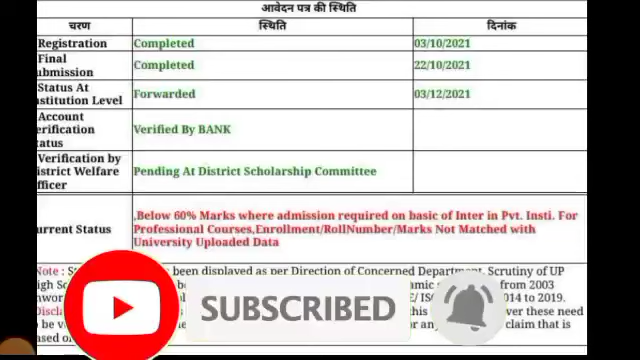 आवेदन पत्र की स्थिति
चरण स्थिति दिनांक
Registration Completed 03/10/2021
Final Completed 22/10/2021
ubmission
Status At Forwarded 03/12/2021
nstitution Level
Account Verified By BANK
erification
tatus
Verification by Pending At District Scholarship Committee
istrict Welfare
fficer
urrent Status ,Below 60% Marks where admission required on basic of Inter in Pvt. Insti. For
Professional Courses,Enrollment/RollNumber/Marks Not Matched with
University Uploaded Data
Note : been displayed as per Direction of Concerned Department. Scrutiny of UP
igh from 2003
2014 to 2019.
these need
o be claim that is
ased
SUBSCRIBED